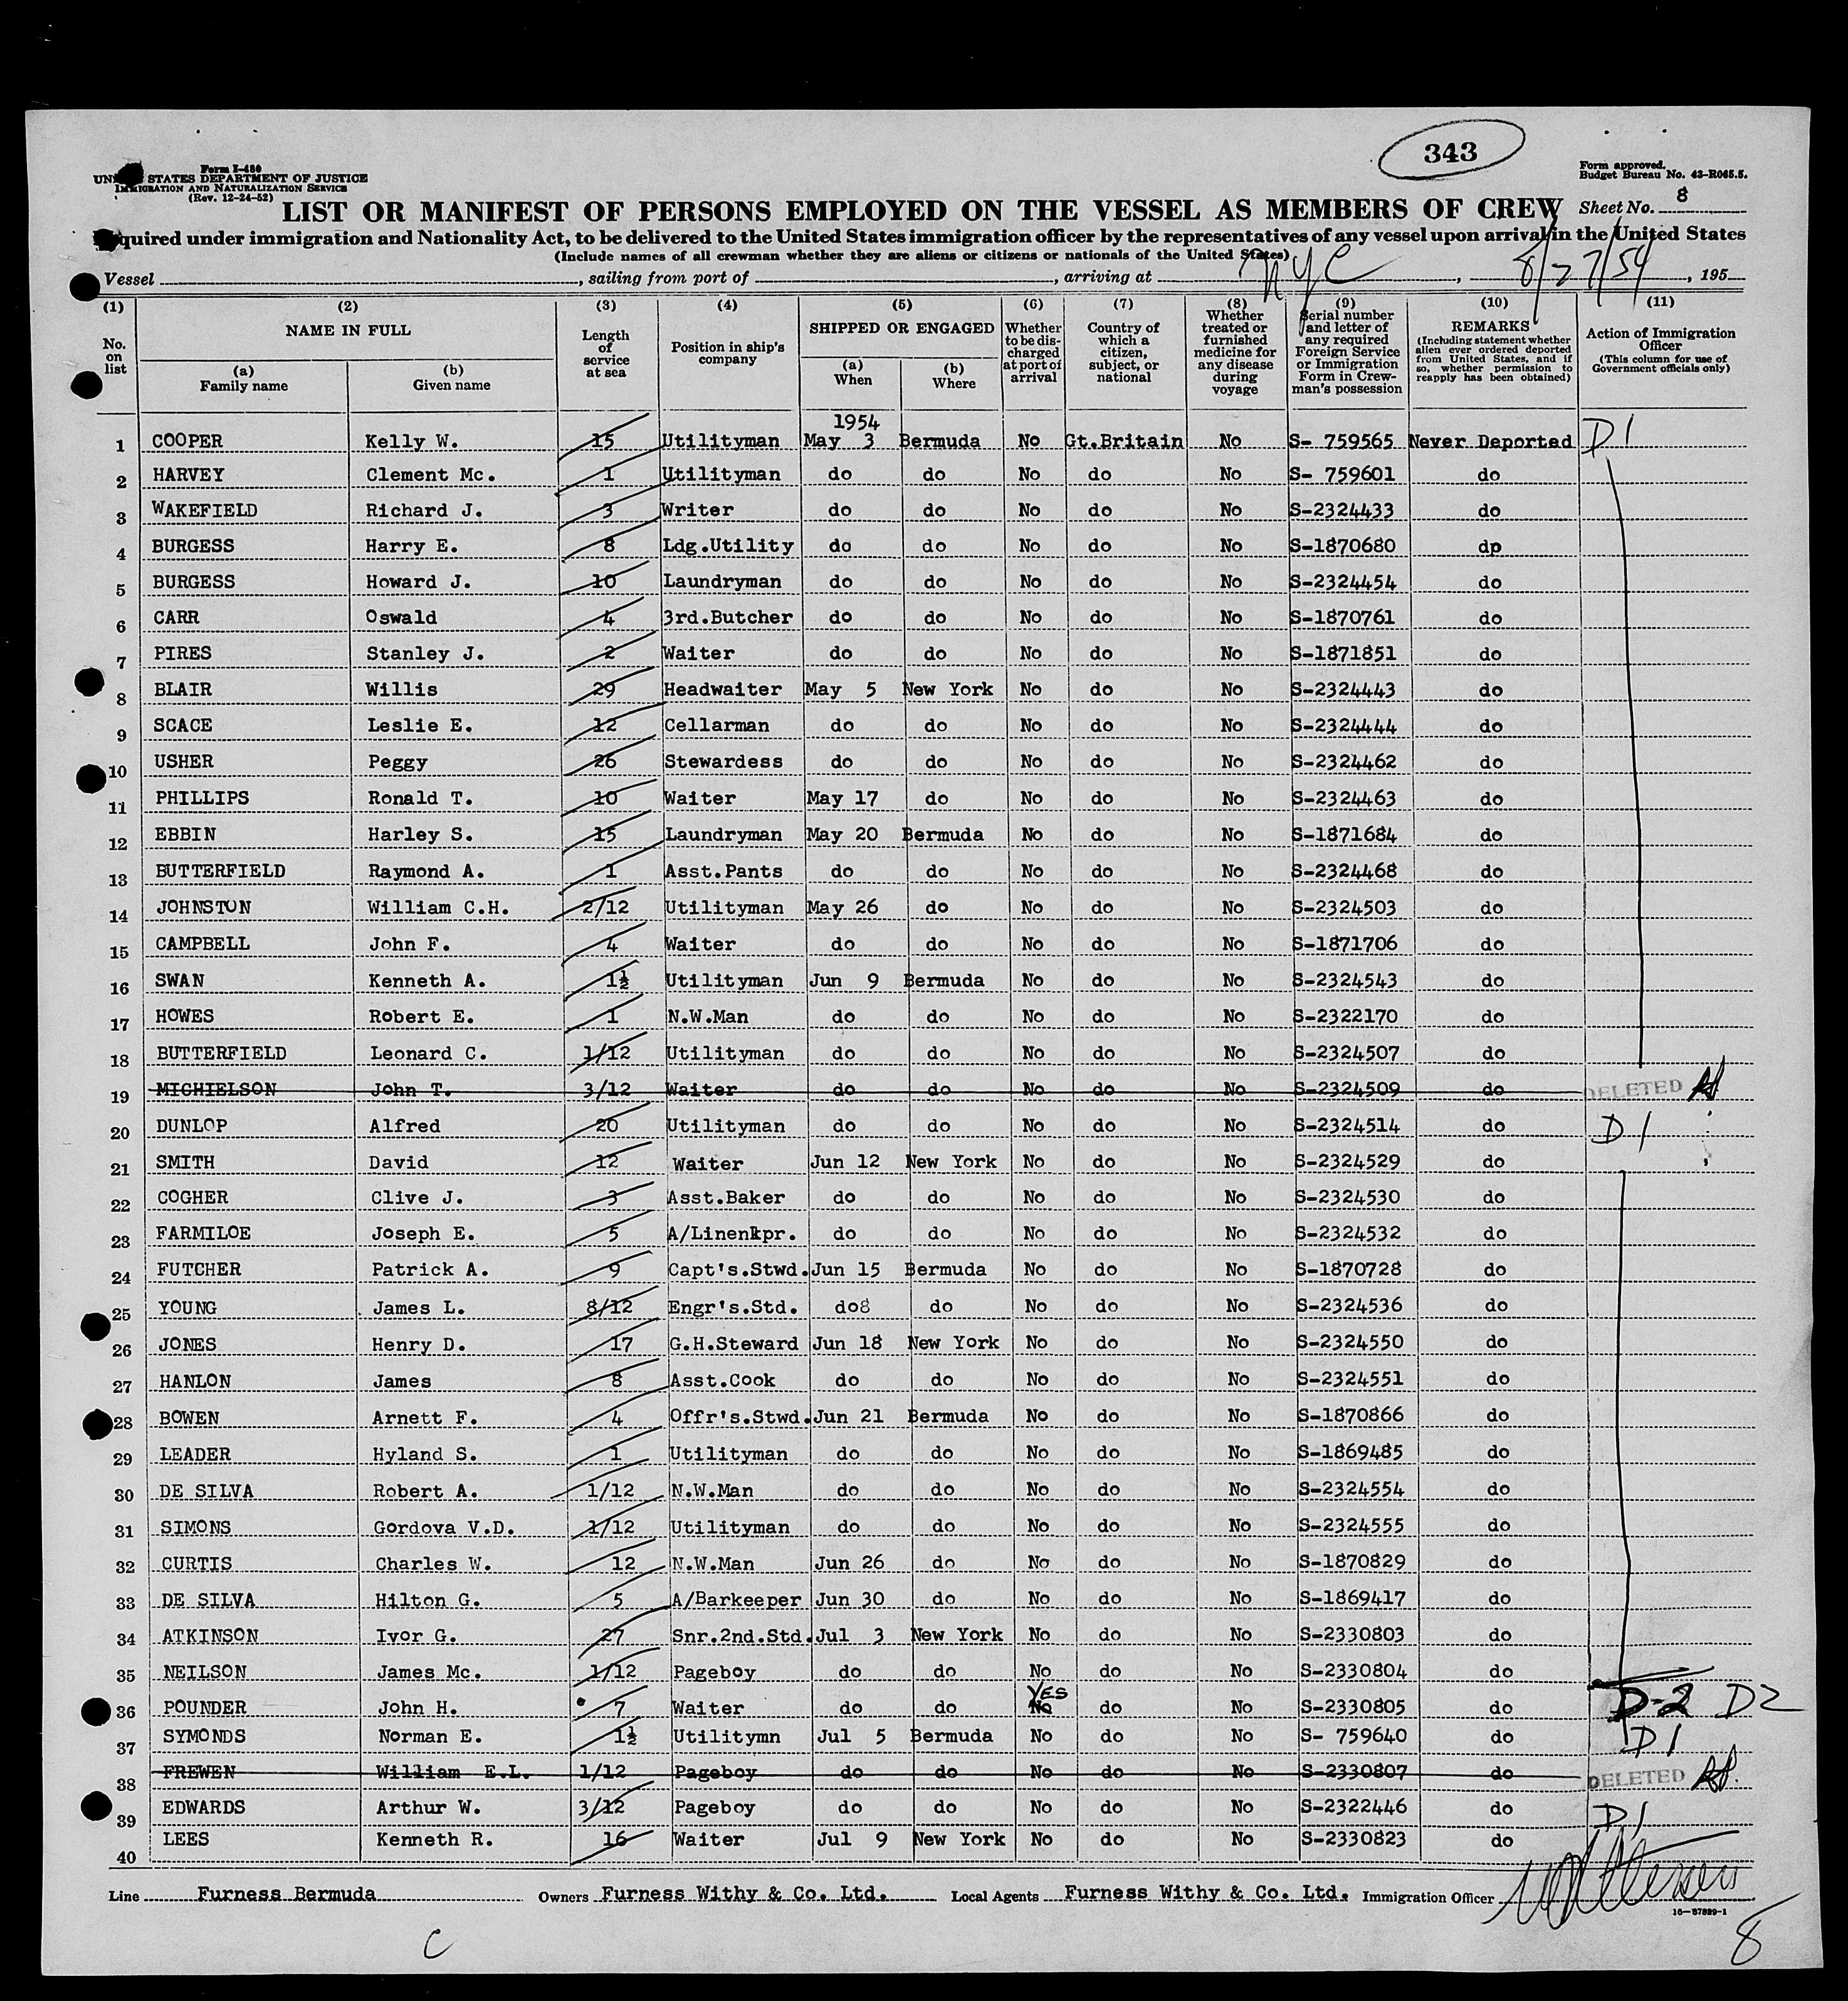 343
Form I-480
UNITED STATES DEPARTMENT OF JUSTICE
IMMIGRATION AND NATURALIZATION SERVICE
(Rev. 12-24-52)
Form approved.
Budget Bureau No. 43-R065.5.
LIST OR MANIFEST OF PERSONS EMPLOYED ON THE VESSEL AS MEMBERS OF CREW
Sheet No. 8
Required under immigration and Nationality Act, to be delivered to the United States immigration officer by the representatives of any vessel upon arrival in the United States
(Include names of all crewman whether they are aliens or citizens or nationals of the United States)
Vessel , sailing from port of , arriving at NYC , 8/27/54 , 195
(1) (2) (3) (4) (5) (6) (7) (8) (9) (10) (11)
No. on list
NAME IN FULL
(a) Family name
(b) Given name
Length of service at sea
Position in ship's company
SHIPPED OR ENGAGED
(a) When
(b) Where
Whether to be discharged at port of arrival
Country of which a citizen, subject, or national
Whether treated or furnished medicine for any disease during voyage
Serial number and letter of any required Foreign Service or Immigration Form in Crewman's possession
REMARKS (Including statement whether alien ever ordered deported from United States, and if so, whether permission to reapply has been obtained)
Action of Immigration Officer (This column for use of Government officials only)
1954
1 COOPER Kelly W. 15 Utilityman May 3 Bermuda No Gt.Britain No S- 759565 Never Deported D1
2 HARVEY Clement Mc. 1 Utilityman do do No do No S- 759601 do
3 WAKEFIELD Richard J. 3 Writer do do No do No S-2324433 do
4 BURGESS Harry E. 8 Ldg.Utility do do No do No S-1870680 dp
5 BURGESS Howard J. 10 Laundryman do do No do No S-2324454 do
6 CARR Oswald 4 3rd.Butcher do do No do No S-1870761 do
7 PIRES Stanley J. 2 Waiter do do No do No S-1871851 do
8 BLAIR Willis 29 Headwaiter May 5 New York No do No S-2324443 do
9 SCACE Leslie E. 12 Cellarman do do No do No S-2324444 do
10 USHER Peggy 26 Stewardess do do No do No S-2324462 do
11 PHILLIPS Ronald T. 10 Waiter May 17 do No do No S-2324463 do
12 EBBIN Harley S. 15 Laundryman May 20 Bermuda No do No S-1871684 do
13 BUTTERFIELD Raymond A. 1 Asst.Pants do do No do No S-2324468 do
14 JOHNSTON William C.H. 2/12 Utilityman May 26 do No do No S-2324503 do
15 CAMPBELL John F. 4 Waiter do do No do No S-1871706 do
16 SWAN Kenneth A. 1½ Utilityman Jun 9 Bermuda No do No S-2324543 do
17 HOWES Robert E. 1 N.W.Man do do No do No S-2322170 do
18 BUTTERFIELD Leonard C. 1/12 Utilityman do do No do No S-2324507 do
19 MICHIELSON John T. 3/12 Waiter do do No do No S-2324509 do DELETED
20 DUNLOP Alfred 20 Utilityman do do No do No S-2324514 do D1
21 SMITH David 12 Waiter Jun 12 New York No do No S-2324529 do
22 COGHER Clive J. 3 Asst.Baker do do No do No S-2324530 do
23 FARMILOE Joseph E. 5 A/Linenkpr. do do No do No S-2324532 do
24 FUTCHER Patrick A. 9 Capt's.Stwd. Jun 15 Bermuda No do No S-1870728 do
25 YOUNG James L. 8/12 Engr's.Std. do8 do No do No S-2324536 do
26 JONES Henry D. 17 G.H.Steward Jun 18 New York No do No S-2324550 do
27 HANLON James 8 Asst.Cook do do No do No S-2324551 do
28 BOWEN Arnett F. 4 Offr's.Stwd. Jun 21 Bermuda No do No S-1870866 do
29 LEADER Hyland S. 1 Utilityman do do No do No S-1869485 do
30 DE SILVA Robert A. 1/12 N.W.Man do do No do No S-2324554 do
31 SIMONS Gordova V.D. 1/12 Utilityman do do No do No S-2324555 do
32 CURTIS Charles W. 12 N.W.Man Jun 26 do No do No S-1870829 do
33 DE SILVA Hilton G. 5 A/Barkeeper Jun 30 do No do No S-1869417 do
34 ATKINSON Ivor G. 27 Snr.2nd.Std. Jul 3 New York No do No S-2330803 do
35 NEILSON James Mc. 1/12 Pageboy do do No do No S-2330804 do
36 POUNDER John H. 7 Waiter do do YES No do No S-2330805 do D-2 D2
37 SYMONDS Norman E. 1½ Utilitymn Jul 5 Bermuda No do No S- 759640 do D1
38 FREWEN William E.L. 1/12 Pageboy do do No do No S-2330807 do DELETED
39 EDWARDS Arthur W. 3/12 Pageboy do do No do No S-2322446 do D1
40 LEES Kenneth R. 16 Waiter Jul 9 New York No do No S-2330823 do
Line Furness Bermuda Owners Furness Withy & Co. Ltd. Local Agents Furness Withy & Co. Ltd. Immigration Officer
16-67889-1
C
8